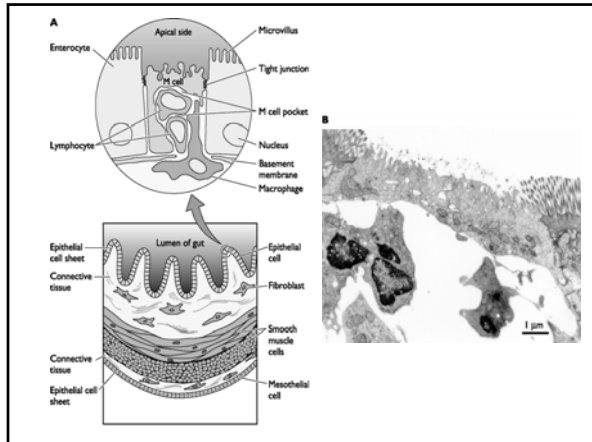 A
Apical side
Microvillus
Enterocyte
Tight junction
M cell
M cell pocket
Lymphocyte
Nucleus
Basement
membrane
Macrophage
Lumen of gut
Epithelial
cell sheet
Epithelial
cell
Connective
tissue
Fibroblast
Smooth
muscle
cells
Connective
tissue
Epithelial cell
sheet
Mesothelial
cell
B
1 μm